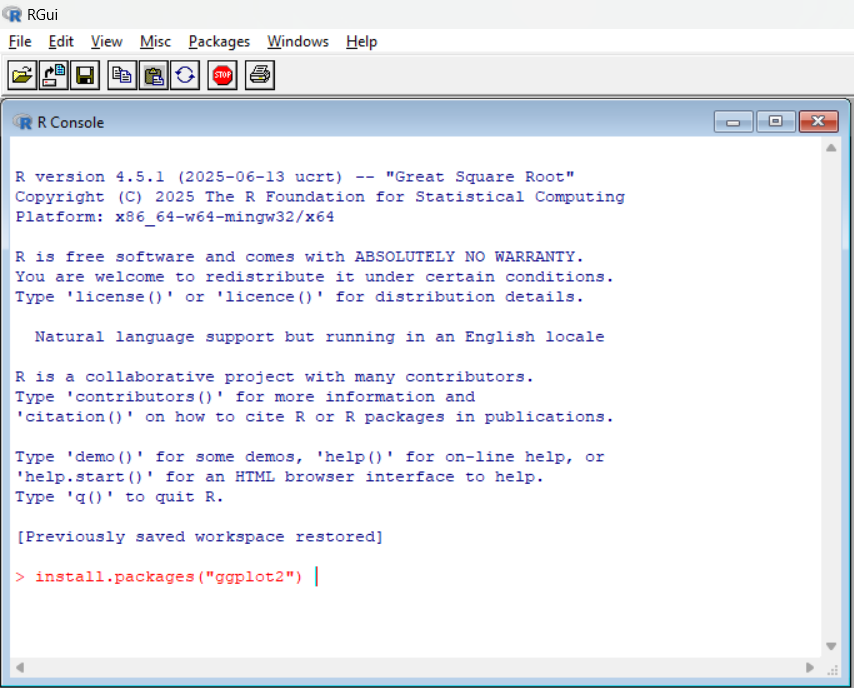 RGui
File Edit View Misc Packages Windows Help
STOP
R Console
R version 4.5.1 (2025-06-13 ucrt) -- "Great Square Root"
Copyright (C) 2025 The R Foundation for Statistical Computing
Platform: x86_64-w64-mingw32/x64
R is free software and comes with ABSOLUTELY NO WARRANTY.
You are welcome to redistribute it under certain conditions.
Type 'license()' or 'licence()' for distribution details.
Natural language support but running in an English locale
R is a collaborative project with many contributors.
Type 'contributors()' for more information and
'citation()' on how to cite R or R packages in publications.
Type 'demo()' for some demos, 'help()' for on-line help, or
'help.start()' for an HTML browser interface to help.
Type 'q()' to quit R.
[Previously saved workspace restored]
> install.packages("ggplot2")